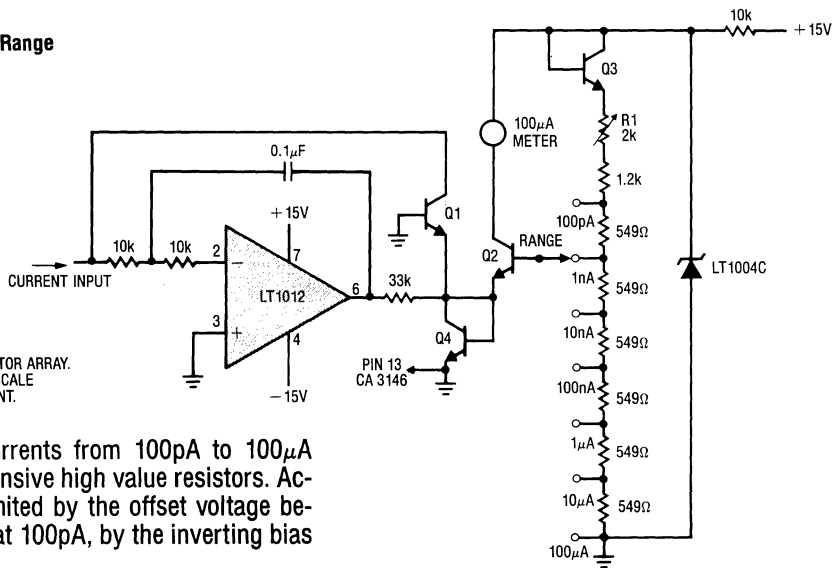 Range
10k
+15V
Q3
R1
2k
100μA
METER
1.2k
0.1μF
Q1
100pA
549Ω
+15V
10k
10k
2
7
Q2
RANGE
1nA
549Ω
LT1004C
CURRENT INPUT
LT1012
6
33k
10nA
549Ω
3
4
Q4
PIN 13
CA 3146
100nA
549Ω
-15V
1μA
549Ω
10μA
549Ω
100μA
TOR ARRAY.
CALE
NT.
urrents from 100pA to 100μA
ensive high value resistors. Ac-
nited by the offset voltage be-
at 100pA, by the inverting bias